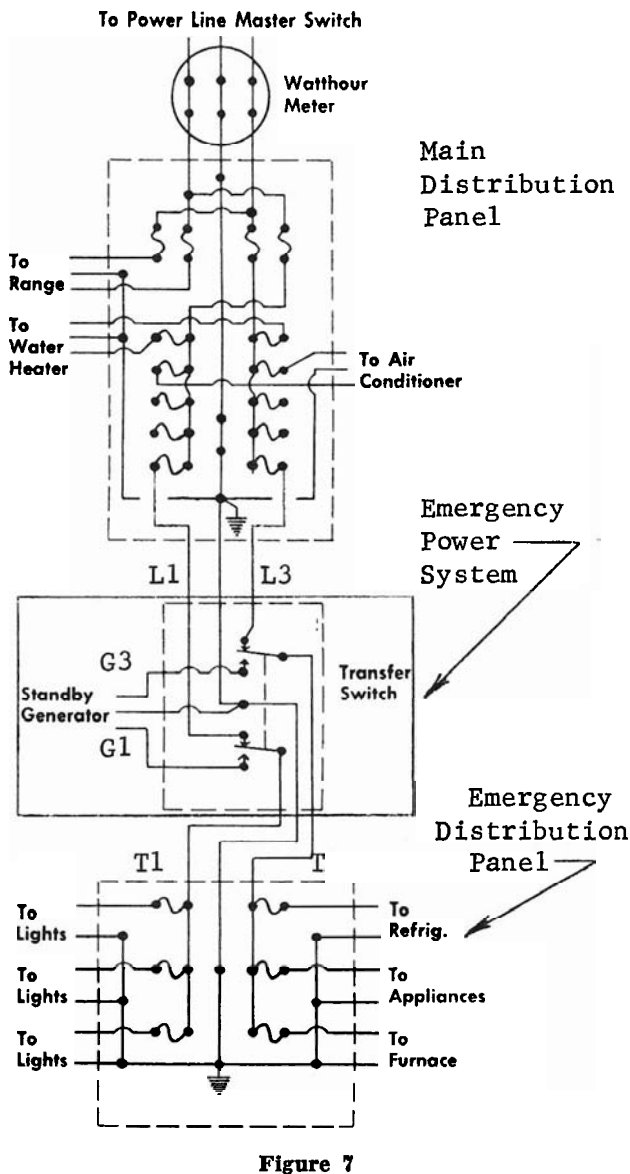 To Power Line Master Switch
Watthour
Meter
Main
Distribution
Panel
To
Range
To
Water
Heater
To Air
Conditioner
Emergency
Power
System
L1
L3
G3
Standby
Generator
G1
Transfer
Switch
Emergency
Distribution
Panel
T1
T
To
Lights
To
Refrig.
To
Lights
To
Appliances
To
Lights
To
Furnace
Figure 7